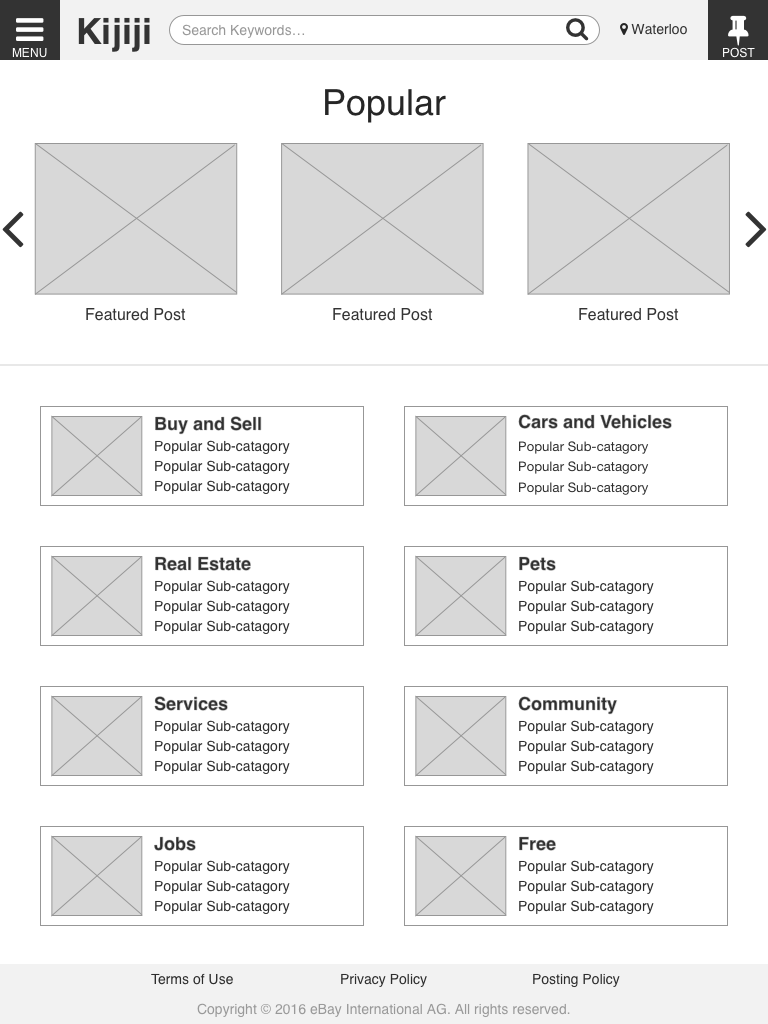 MENU
Kijiji
Search Keywords...
Waterloo
POST
Popular
Featured Post
Featured Post
Featured Post
Buy and Sell
Popular Sub-catagory
Popular Sub-catagory
Popular Sub-catagory
Cars and Vehicles
Popular Sub-catagory
Popular Sub-catagory
Popular Sub-catagory
Real Estate
Popular Sub-catagory
Popular Sub-catagory
Popular Sub-catagory
Pets
Popular Sub-catagory
Popular Sub-catagory
Popular Sub-catagory
Services
Popular Sub-catagory
Popular Sub-catagory
Popular Sub-catagory
Community
Popular Sub-catagory
Popular Sub-catagory
Popular Sub-catagory
Jobs
Popular Sub-catagory
Popular Sub-catagory
Popular Sub-catagory
Free
Popular Sub-catagory
Popular Sub-catagory
Popular Sub-catagory
Terms of Use
Privacy Policy
Posting Policy
Copyright © 2016 eBay International AG. All rights reserved.